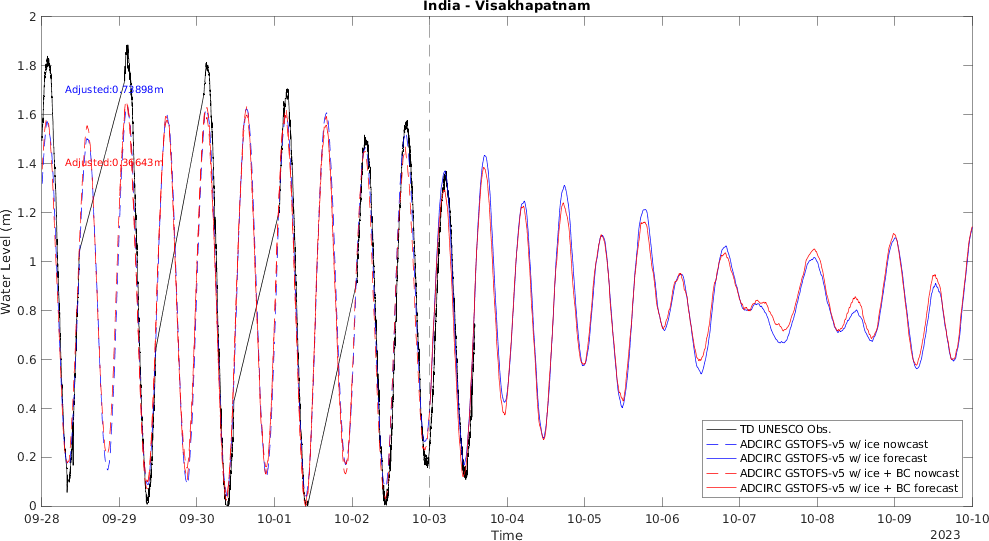 India - Visakhapatnam
Water Level (m)
2
1.8
1.6
1.4
1.2
1
0.8
0.6
0.4
0.2
0
Adjusted:0.73898m
Adjusted:0.36643m
TD UNESCO Obs.
ADCIRC GSTOFS-v5 w/ ice nowcast
ADCIRC GSTOFS-v5 w/ ice forecast
ADCIRC GSTOFS-v5 w/ ice + BC nowcast
ADCIRC GSTOFS-v5 w/ ice + BC forecast
09-28 09-29 09-30 10-01 10-02 10-03 10-04 10-05 10-06 10-07 10-08 10-09 10-10
Time
2023